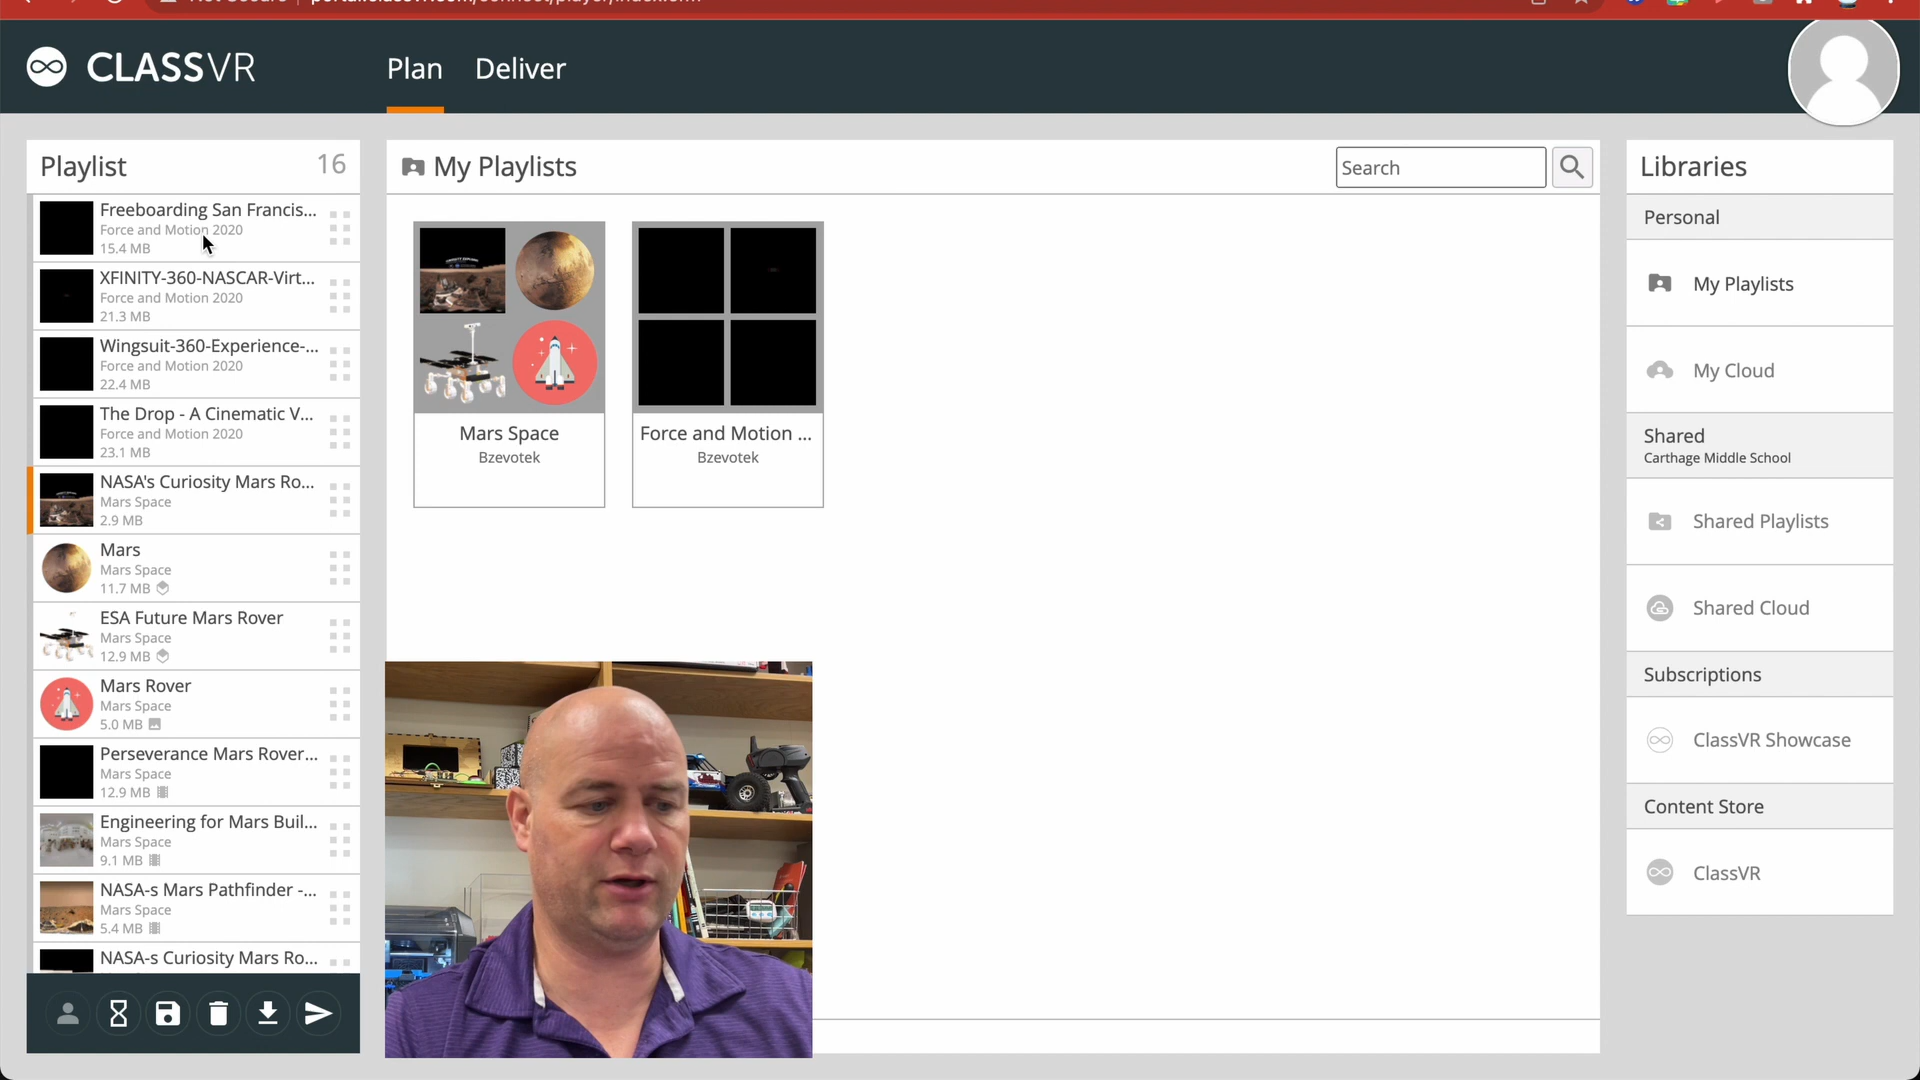 CLASSVR
Plan
Deliver
Playlist
16
Freeboarding San Francis...
Force and Motion 2020
15.4 MB
XFINITY-360-NASCAR-Virt...
Force and Motion 2020
21.3 MB
Wingsuit-360-Experience-...
Force and Motion 2020
22.4 MB
The Drop - A Cinematic V...
Force and Motion 2020
23.1 MB
NASA's Curiosity Mars Ro...
Mars Space
2.9 MB
Mars
Mars Space
11.7 MB
ESA Future Mars Rover
Mars Space
12.9 MB
Mars Rover
Mars Space
5.0 MB
Perseverance Mars Rover...
Mars Space
12.9 MB
Engineering for Mars Buil...
Mars Space
9.1 MB
NASA-s Mars Pathfinder -...
Mars Space
5.4 MB
NASA-s Curiosity Mars Ro...
My Playlists
Search
Mars Space
Bzevotek
Force and Motion ...
Bzevotek
Libraries
Personal
My Playlists
My Cloud
Shared
Carthage Middle School
Shared Playlists
Shared Cloud
Subscriptions
ClassVR Showcase
Content Store
ClassVR